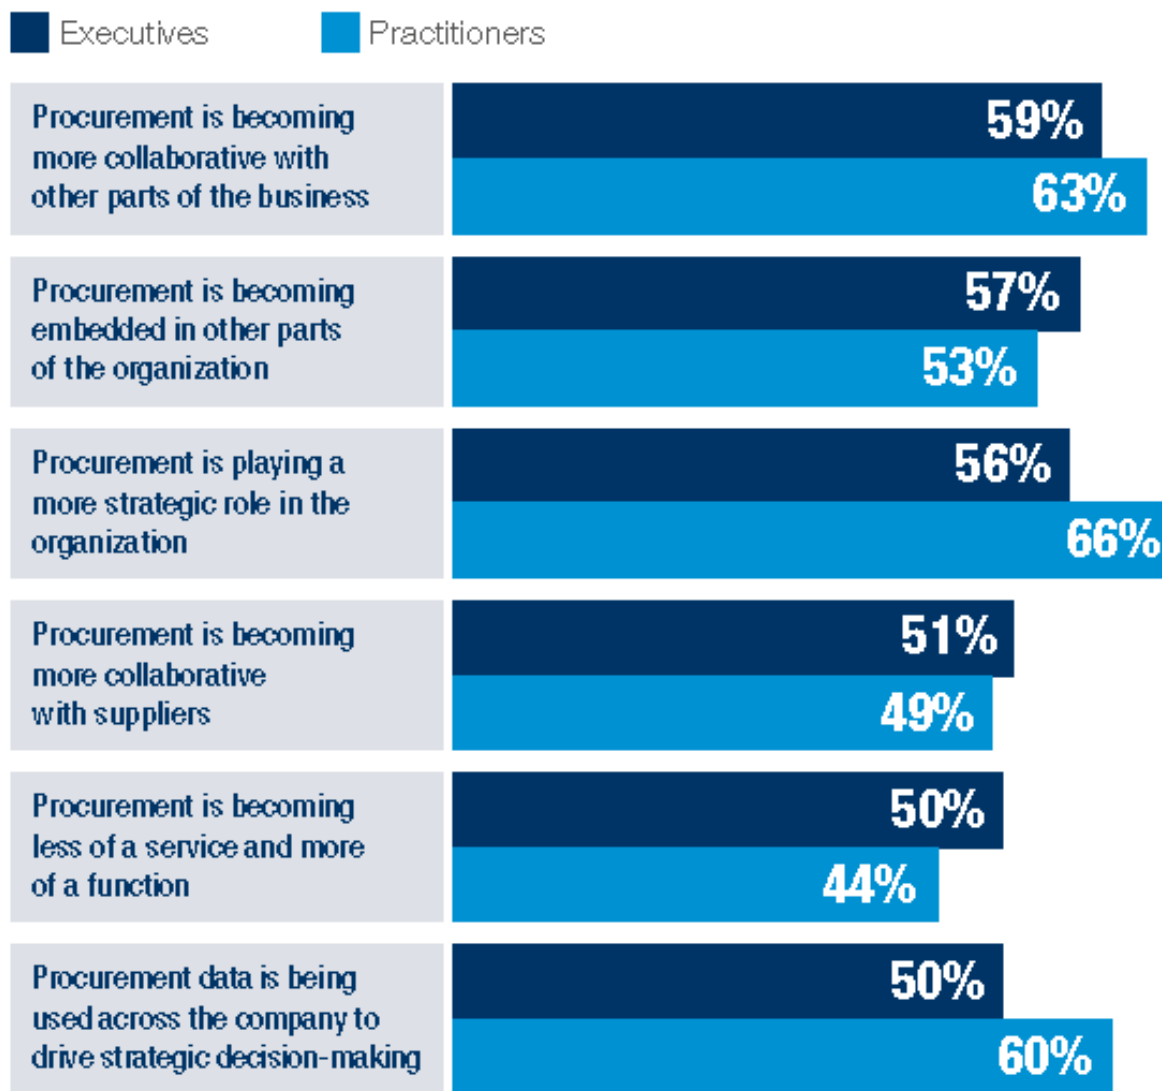 Executives Practitioners
Procurement is becoming
more collaborative with
other parts of the business
59%
63%
Procurement is becoming
embedded in other parts
of the organization
57%
53%
Procurement is playing a
more strategic role in the
organization
56%
66%
Procurement is becoming
more collaborative
with suppliers
51%
49%
Procurement is becoming
less of a service and more
of a function
50%
44%
Procurement data is being
used across the company to
drive strategic decision-making
50%
60%